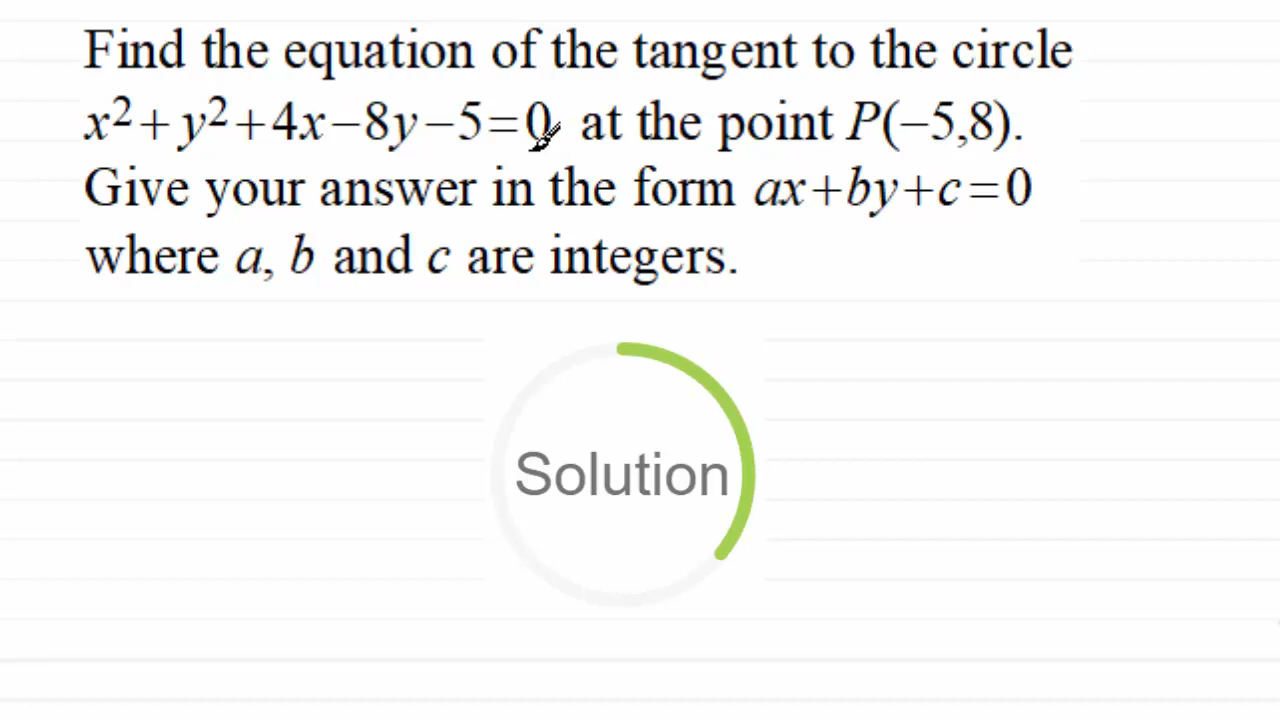 Find the equation of the tangent to the circle
x²+y²+4x−8y−5=0, at the point P(−5,8).
Give your answer in the form ax+by+c=0
where a, b and c are integers.
Solution